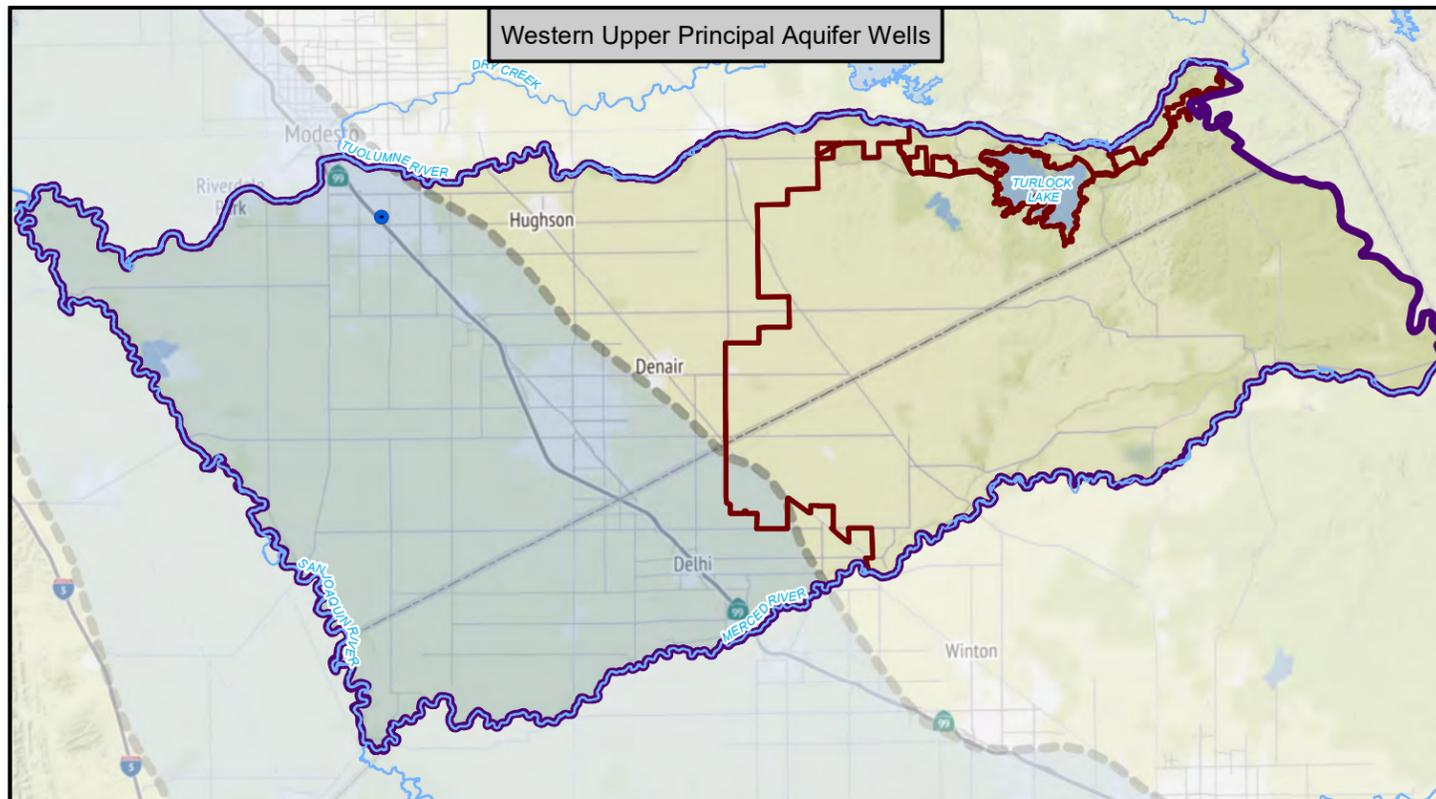 Western Upper Principal Aquifer Wells
DRY CREEK
Modesto
TUOLUMNE RIVER
99
Riverdale
Park
Hughson
TURLOCK
LAKE
Denair
SAN JOAQUIN RIVER
Delhi
99
MERCED RIVER
5
Winton
99
5